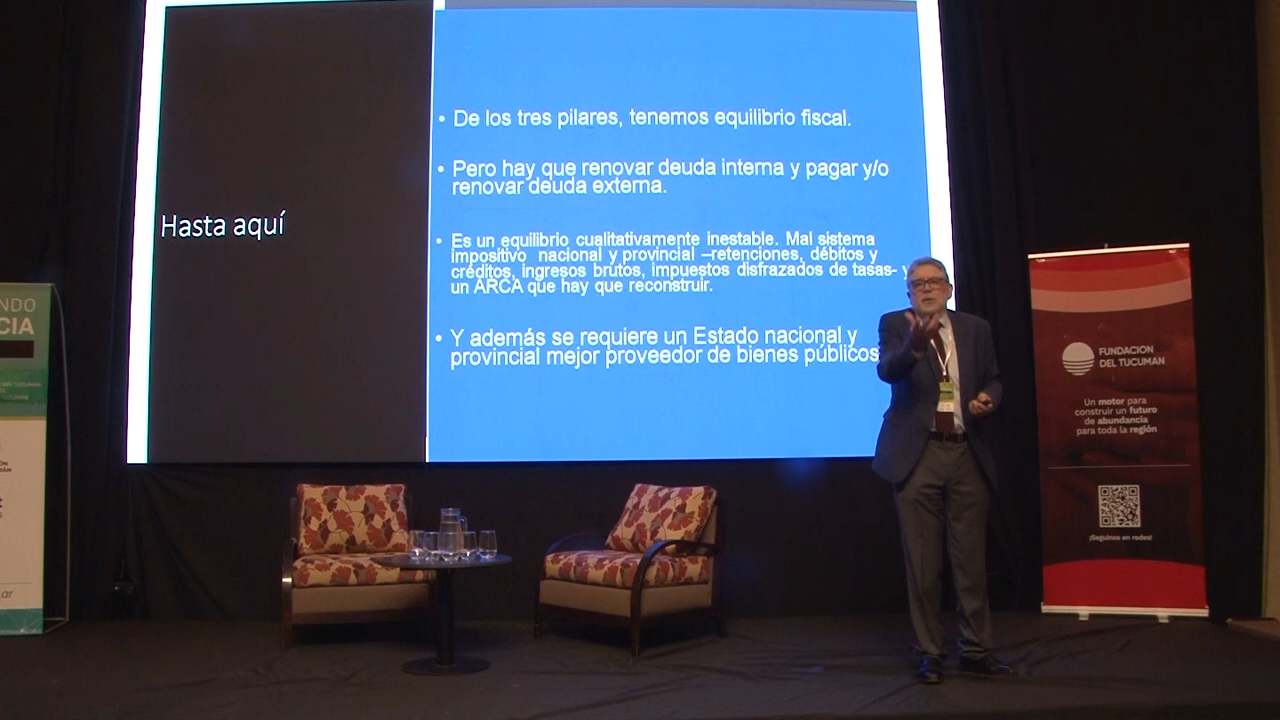 Hasta aquí
• De los tres pilares, tenemos equilibrio fiscal.
• Pero hay que renovar deuda interna y pagar y/o
renovar deuda externa.
• Es un equilibrio cualitativamente inestable. Mal sistema
impositivo nacional y provincial –retenciones, débitos y
créditos, ingresos brutos, impuestos disfrazados de tasas- y
un ARCA que hay que reconstruir.
• Y además se requiere un Estado nacional y
provincial mejor proveedor de bienes públicos
NDO
CIA
FUNDACION
DEL TUCUMAN
Un motor para
construir un futuro
de abundancia
para toda la región
¡Seguinos en redes!